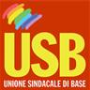 USB
UNIONE SINDACALE DI BASE